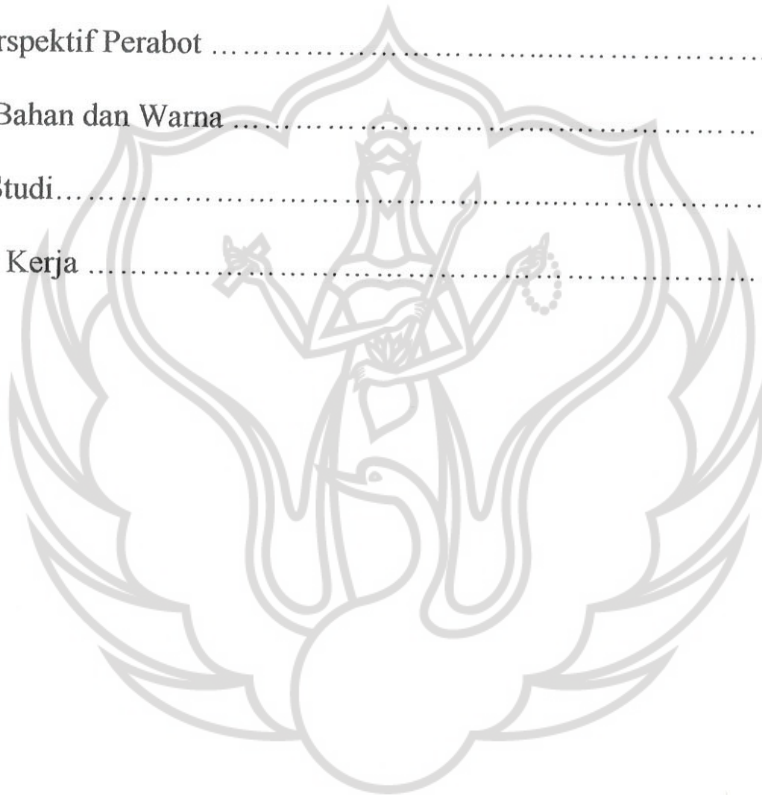 rspektif Perabot ……………………………………………
Bahan dan Warna ……………………………………………
Studi……………………………………………………………
Kerja ……………………………………………………………